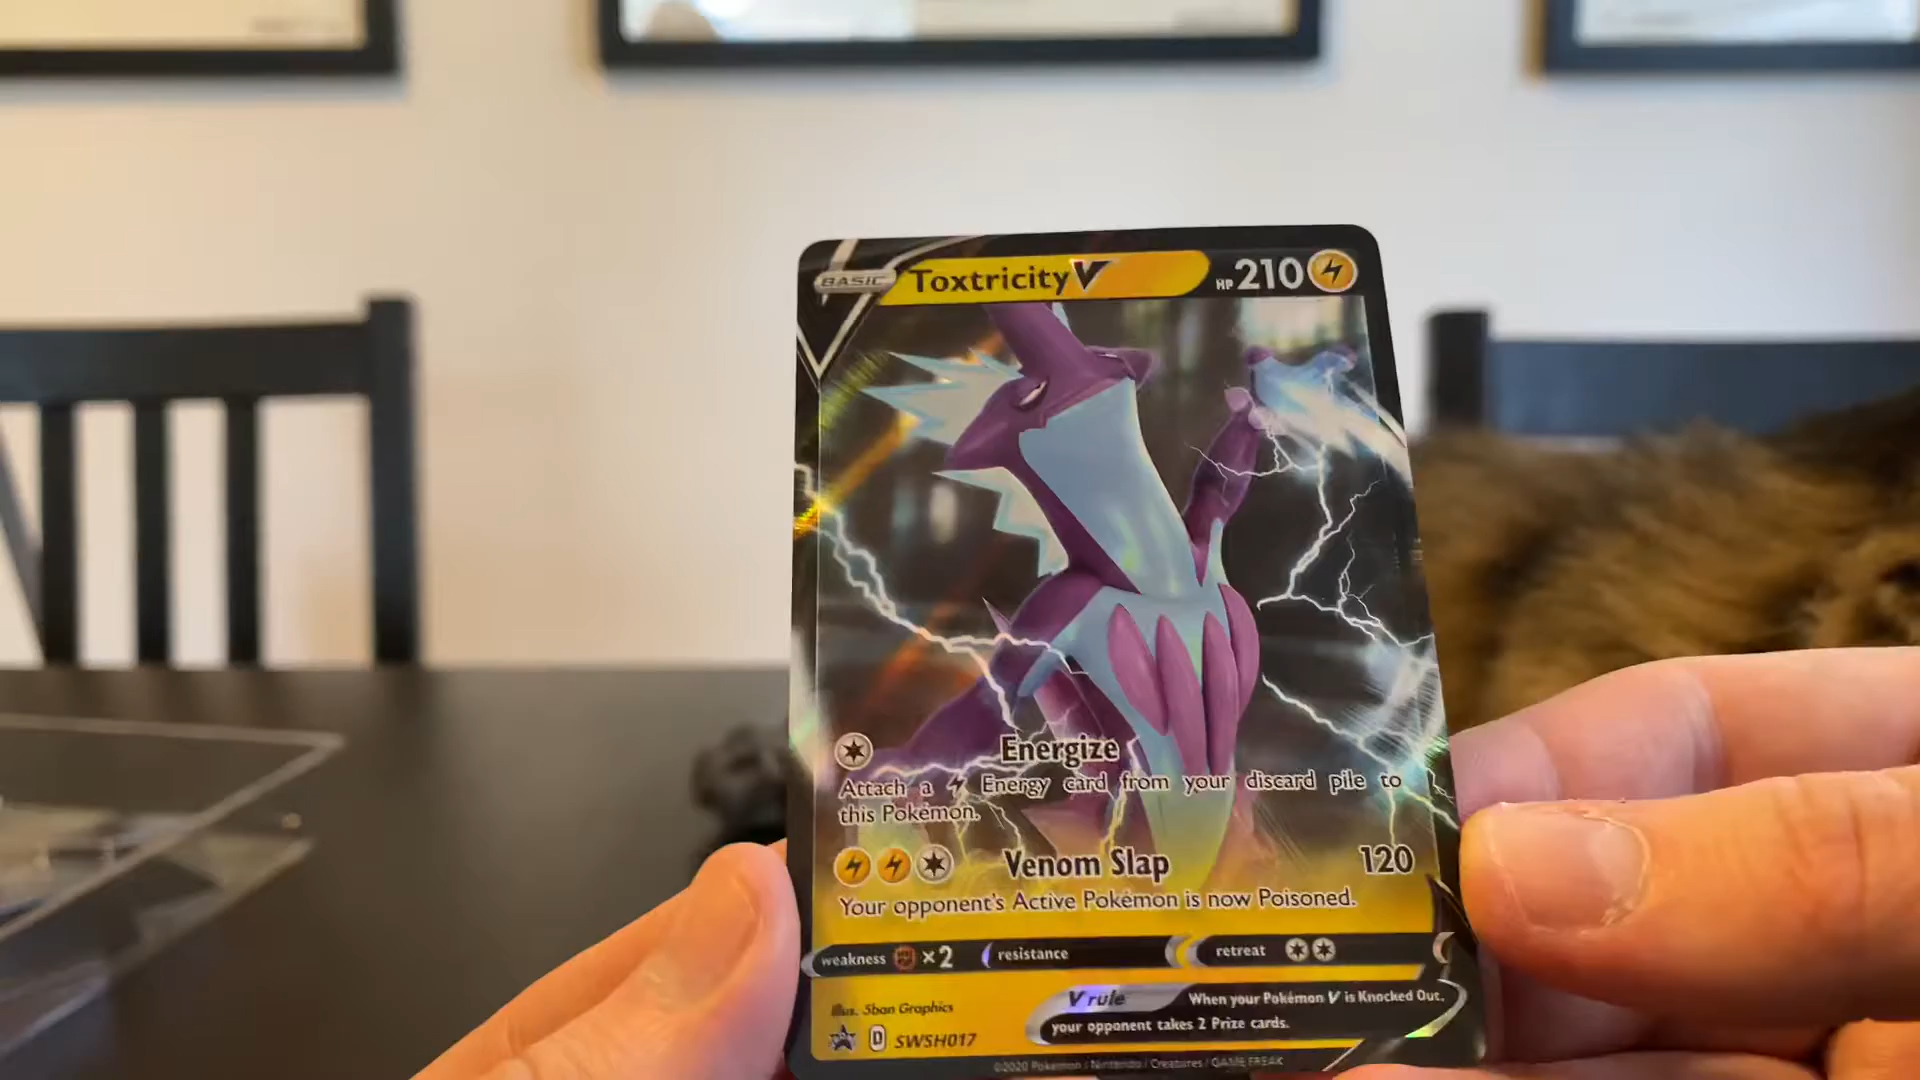 BASIC Toxtricity V HP 210
Energize
Attach a Energy card from your discard pile to
this Pokémon.
Venom Slap 120
Your opponent's Active Pokémon is now Poisoned.
weakness ×2 resistance retreat
Illus. 5ban Graphics
V rule When your Pokémon V is Knocked Out,
your opponent takes 2 Prize cards.
D SWSH017
©2020 Pokémon / Nintendo / Creatures / GAME FREAK